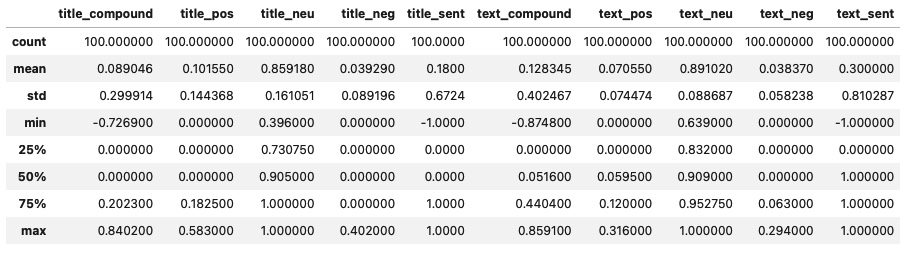 title_compound title_pos title_neu title_neg title_sent text_compound text_pos text_neu text_neg text_sent
count 100.000000 100.000000 100.000000 100.000000 100.0000 100.000000 100.000000 100.000000 100.000000 100.000000
mean 0.089046 0.101550 0.859180 0.039290 0.1800 0.128345 0.070550 0.891020 0.038370 0.300000
std 0.299914 0.144368 0.161051 0.089196 0.6724 0.402467 0.074474 0.088687 0.058238 0.810287
min -0.726900 0.000000 0.396000 0.000000 -1.0000 -0.874800 0.000000 0.639000 0.000000 -1.000000
25% 0.000000 0.000000 0.730750 0.000000 0.0000 0.000000 0.000000 0.832000 0.000000 0.000000
50% 0.000000 0.000000 0.905000 0.000000 0.0000 0.051600 0.059500 0.909000 0.000000 1.000000
75% 0.202300 0.182500 1.000000 0.000000 1.0000 0.440400 0.120000 0.952750 0.063000 1.000000
max 0.840200 0.583000 1.000000 0.402000 1.0000 0.859100 0.316000 1.000000 0.294000 1.000000